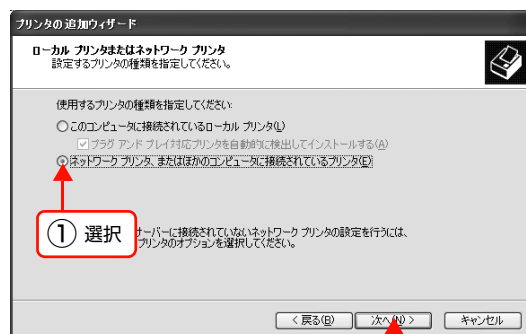 プリンタの追加ウィザード
ローカル プリンタまたはネットワーク プリンタ
設定するプリンタの種類を指定してください。
使用するプリンタの種類を指定してください:
このコンピュータに接続されているローカル プリンタ(L)
プラグ アンド プレイ対応プリンタを自動的に検出してインストールする(A)
ネットワーク プリンタ、またはほかのコンピュータに接続されているプリンタ(E)
① 選択
サーバーに接続されていないネットワーク プリンタの設定を行うには、
プリンタのオプションを選択してください。
< 戻る(B)
次へ(N) >
キャンセル